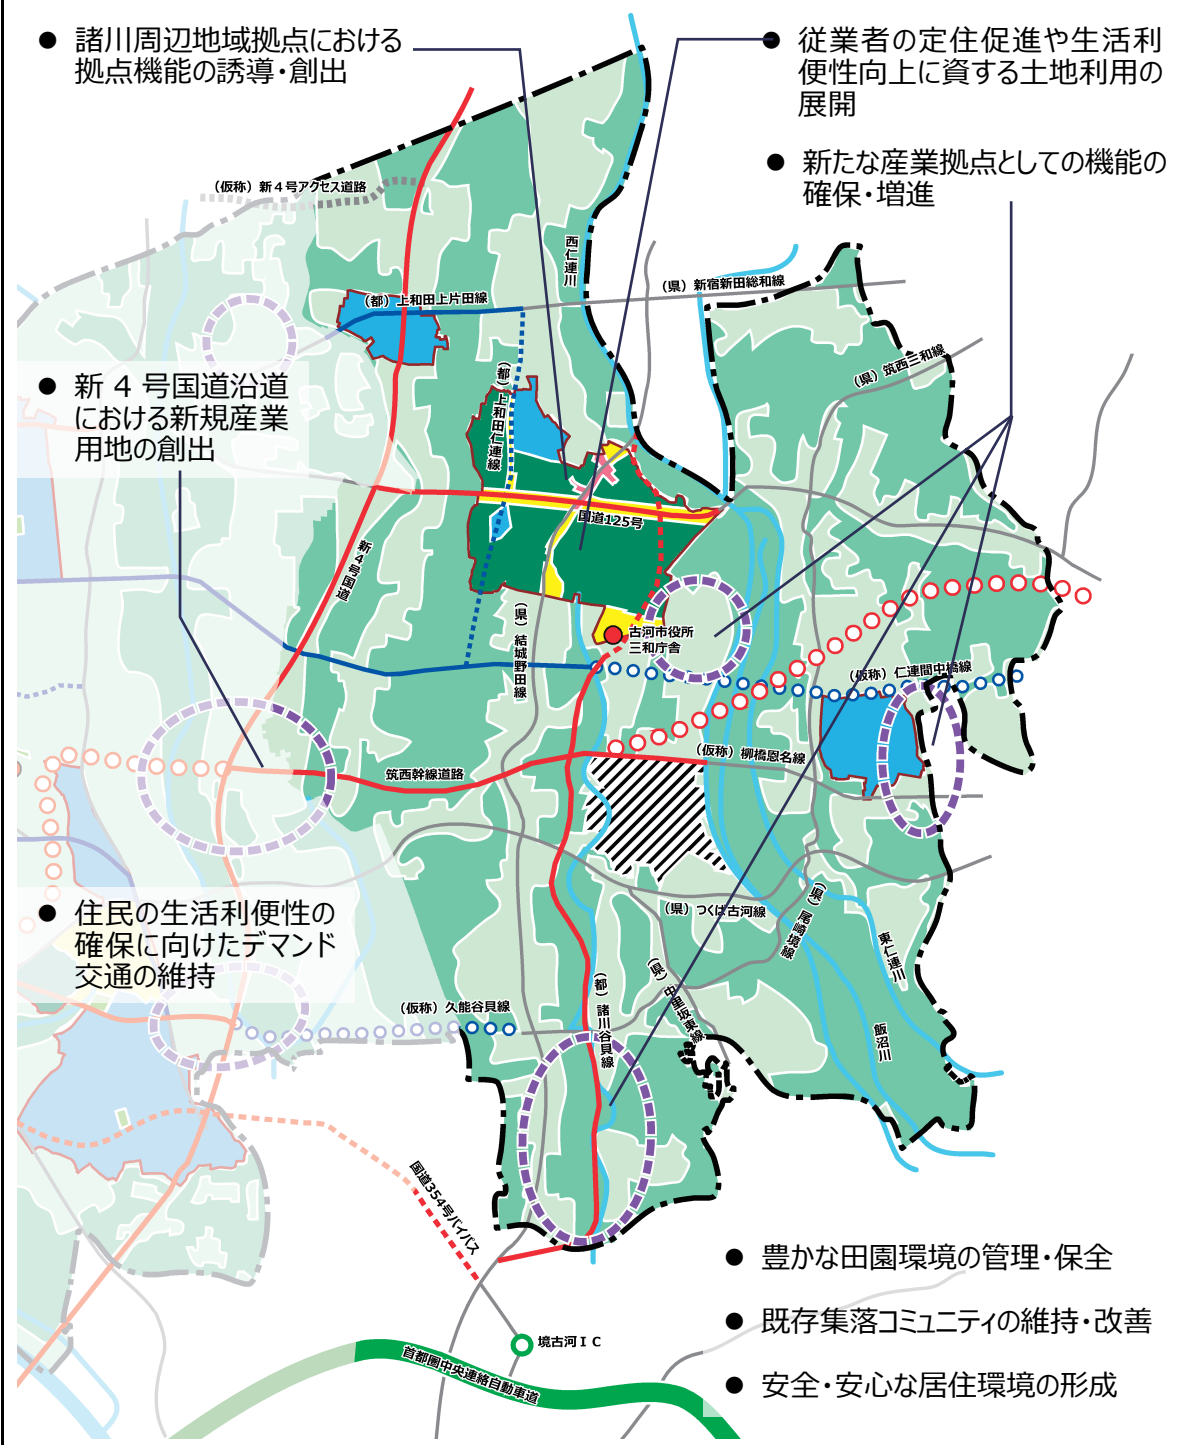 ● 諸川周辺地域拠点における
拠点機能の誘導・創出
● 従業者の定住促進や生活利
便性向上に資する土地利用の
展開
● 新たな産業拠点としての機能の
確保・増進
（仮称）新４号アクセス道路
西仁連川
（県）新宿新田総和線
（都）上和田上片田線
（県）筑西三和線
（都）上和田仁連線
● 新４号国道沿道
における新規産業
用地の創出
国道125号
新４号国道
（県）結城野田線
古河市役所
三和庁舎
（仮称）仁連間中橋線
（仮称）柳橋恩名線
筑西幹線道路
● 住民の生活利便性の
確保に向けたデマンド
交通の維持
（県）つくば古河線
（県）尾崎境線
東仁連川
（県）中里坂東線
（仮称）久能谷貝線
（都）諸川谷貝線
飯沼川
国道354号バイパス
● 豊かな田園環境の管理・保全
● 既存集落コミュニティの維持・改善
● 安全・安心な居住環境の形成
境古河ＩＣ
首都圏中央連絡自動車道